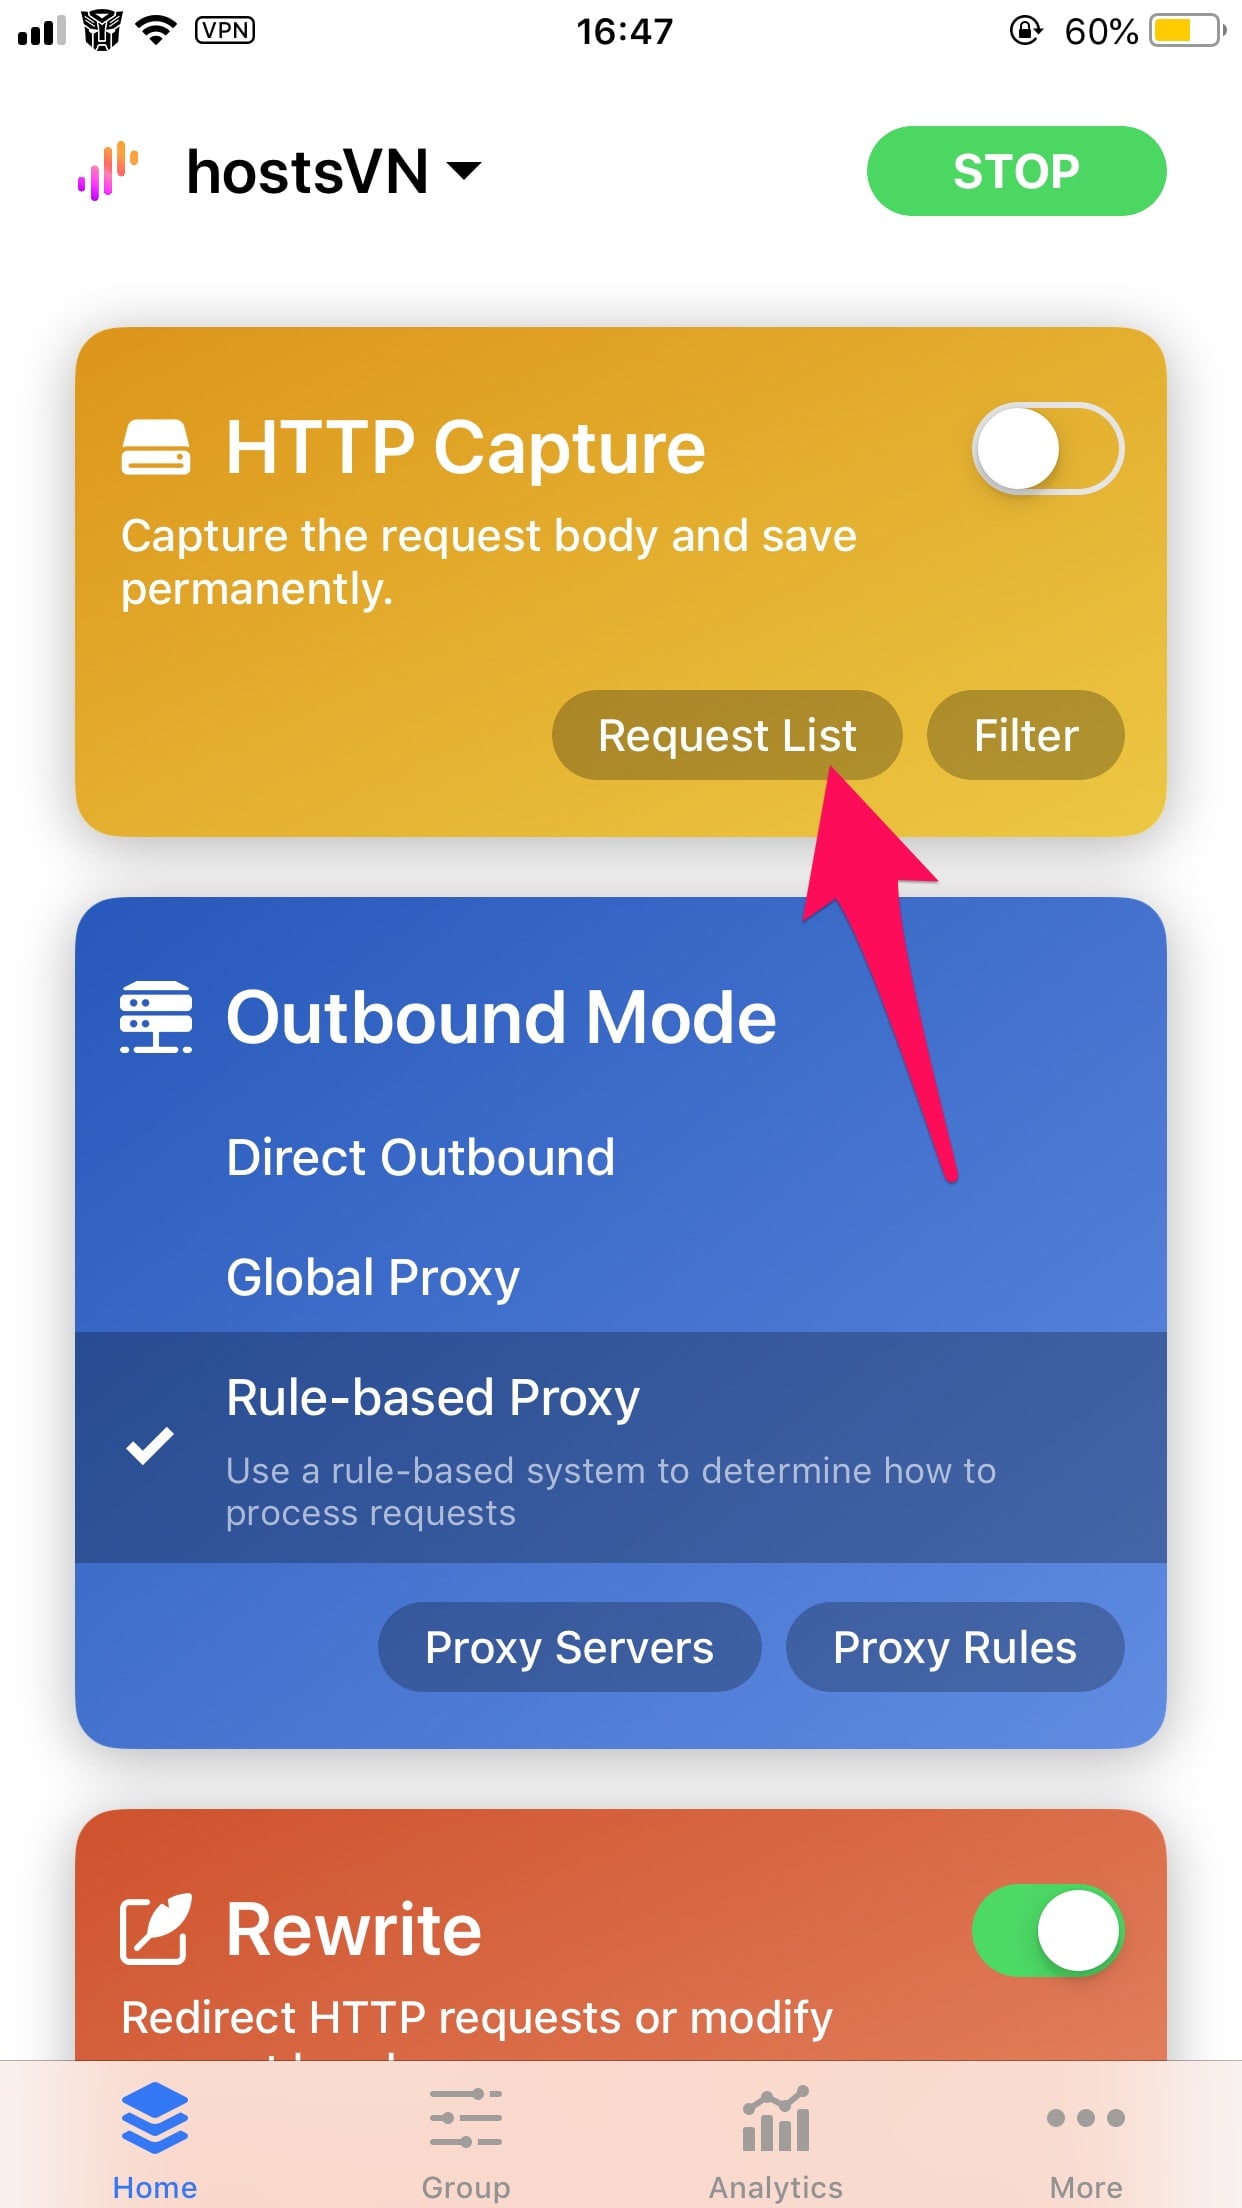 VPN
16:47
60%
hostsVN
STOP
HTTP Capture
Capture the request body and save
permanently.
Request List
Filter
Outbound Mode
Direct Outbound
Global Proxy
Rule-based Proxy
Use a rule-based system to determine how to
process requests
Proxy Servers
Proxy Rules
Rewrite
Redirect HTTP requests or modify
Home
Group
Analytics
More